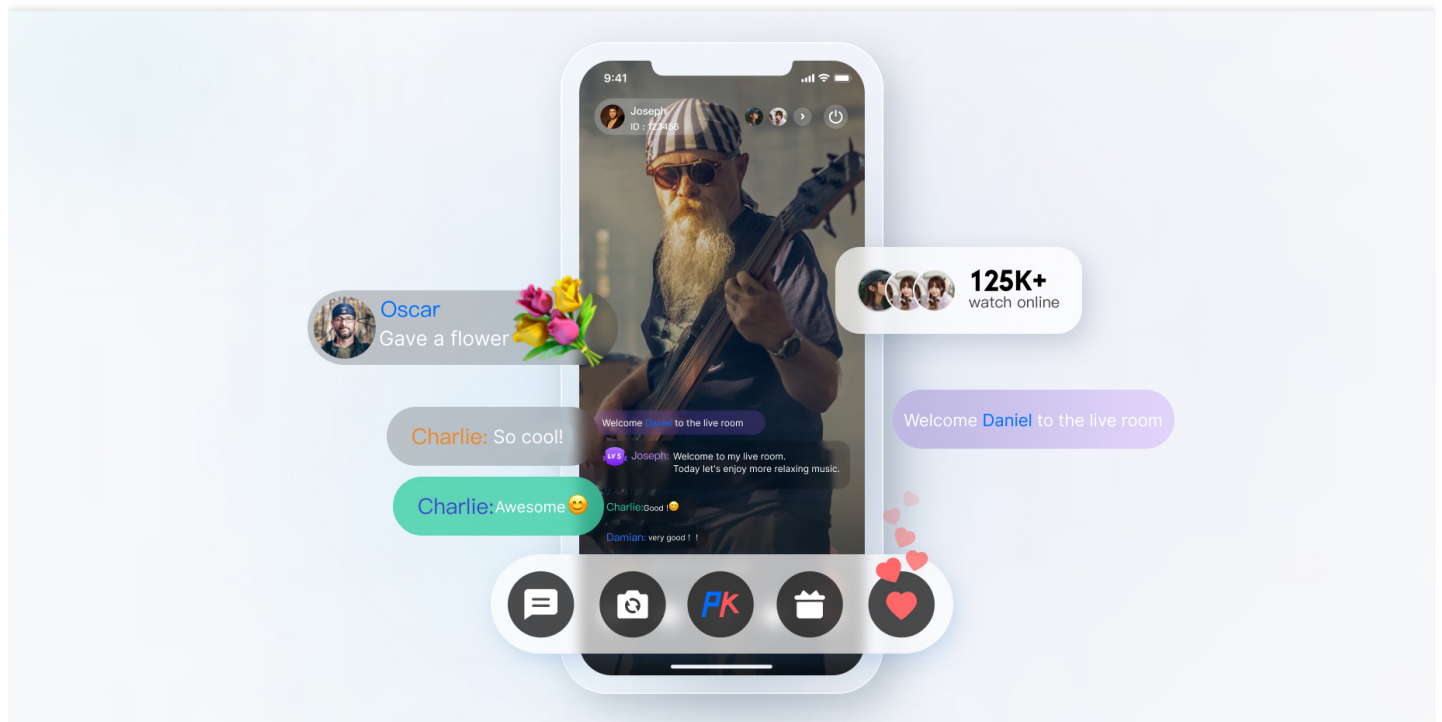 9:41
Joseph
ID : 123456
125K+
watch online
Oscar
Gave a flower
Welcome Daniel to the live room
Charlie: So cool!
Welcome Daniel to the live room
LV 5
Joseph: Welcome to my live room.
Today let's enjoy more relaxing music.
Charlie:Awesome😊
Charlie:Good !😊
Damian: very good ! !
PK